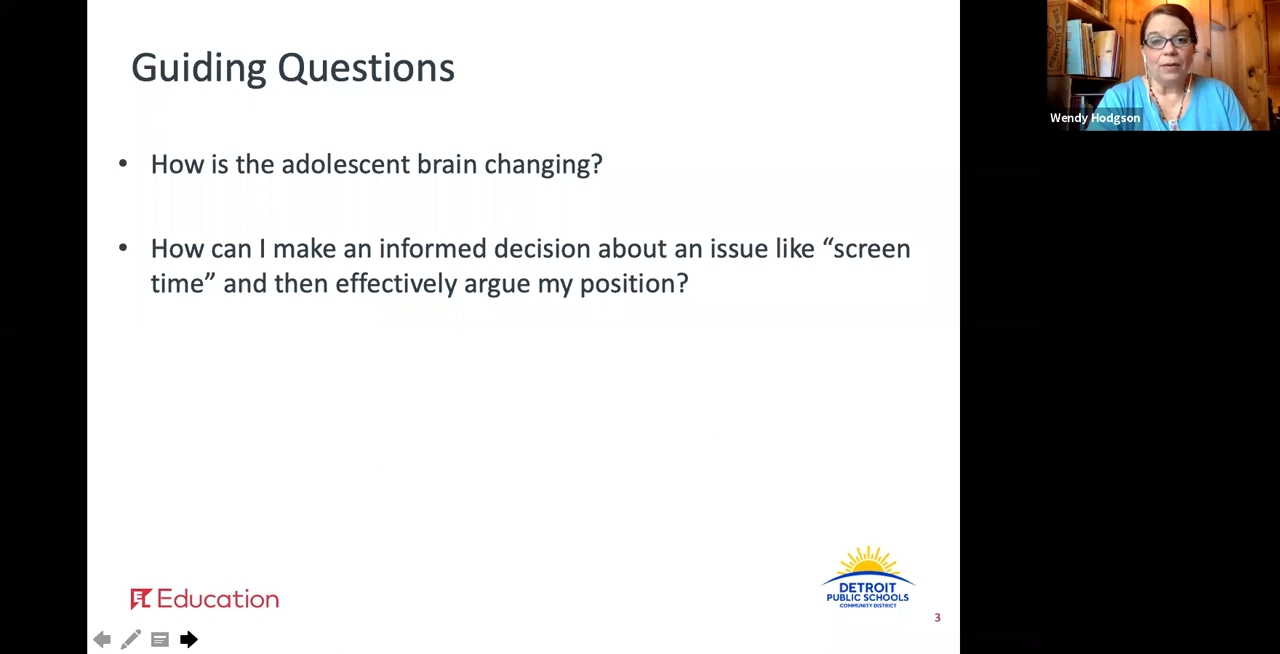 Guiding Questions
• How is the adolescent brain changing?
• How can I make an informed decision about an issue like “screen
time” and then effectively argue my position?
Wendy Hodgson
EL Education
DETROIT
PUBLIC SCHOOLS
COMMUNITY DISTRICT
3